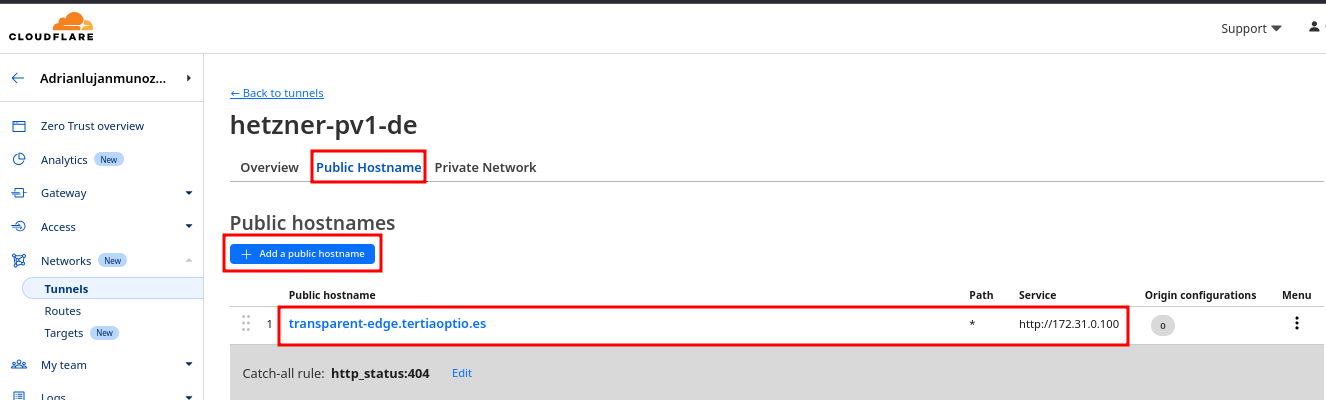 CLOUDFLARE
Support
Adrianlujanmunoz...
← Back to tunnels
hetzner-pv1-de
Zero Trust overview
Analytics New
Gateway
Access
Networks New
Tunnels
Routes
Targets New
My team
Logs
Overview Public Hostname Private Network
Public hostnames
+ Add a public hostname
Public hostname Path Service Origin configurations Menu
1 transparent-edge.tertiaoptio.es * http://172.31.0.100 0
Catch-all rule: http_status:404 Edit